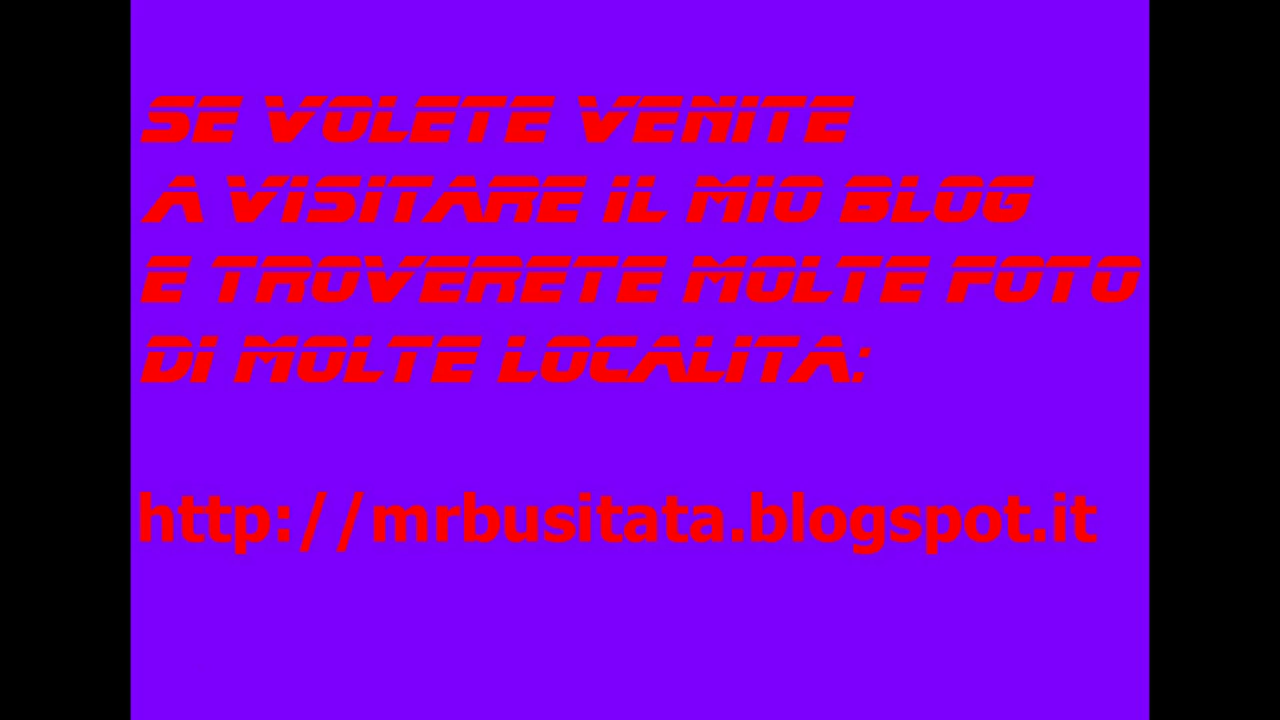 SE VOLETE VENITE
A VISITARE IL MIO BLOG
E TROVERETE MOLTE FOTO
DI MOLTE LOCALITA:
http://mrbusitata.blogspot.it